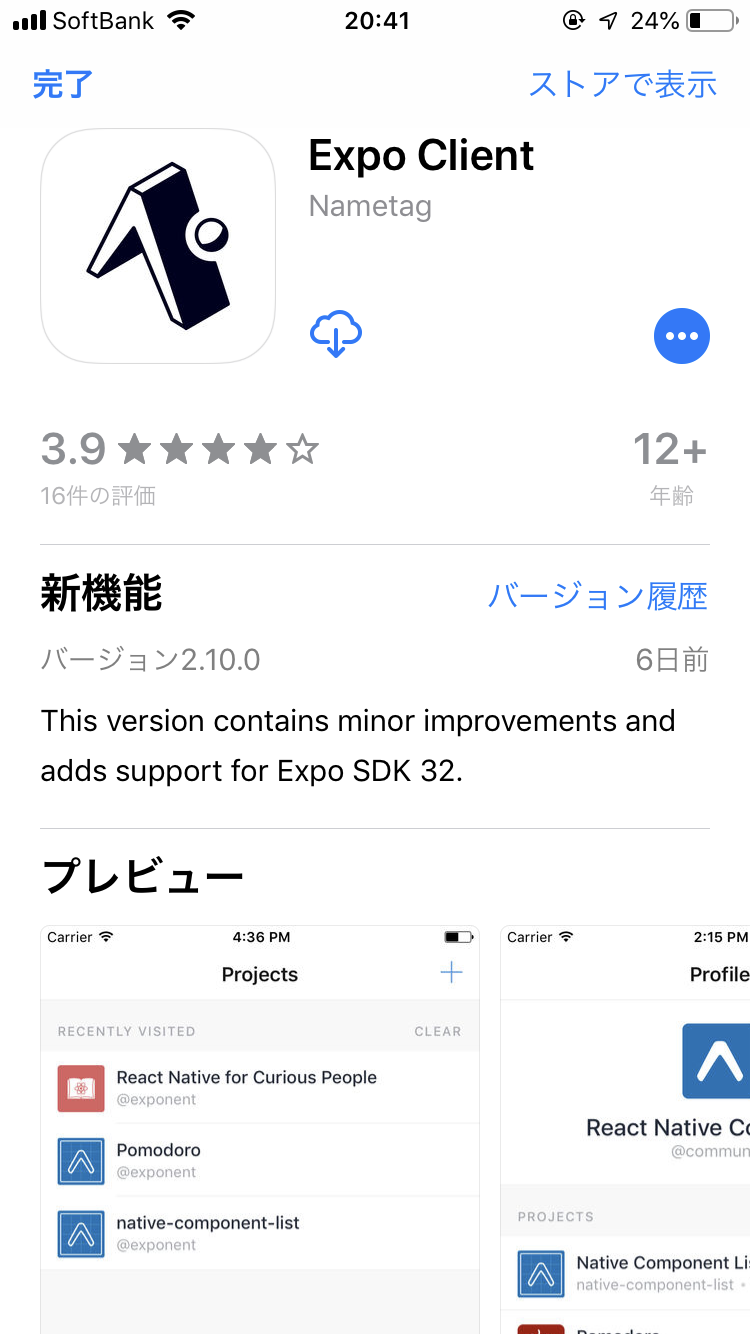 SoftBank 20:41 24%
完了 ストアで表示
Expo Client
Nametag
3.9 12+
16件の評価 年齢
新機能 バージョン履歴
バージョン2.10.0 6日前
This version contains minor improvements and
adds support for Expo SDK 32.
プレビュー
Carrier 4:36 PM
Projects
RECENTLY VISITED CLEAR
React Native for Curious People
@exponent
Pomodoro
@exponent
native-component-list
@exponent
Carrier 2:15 PM
Profile
React Native
PROJECTS
Native Component
native-component-list